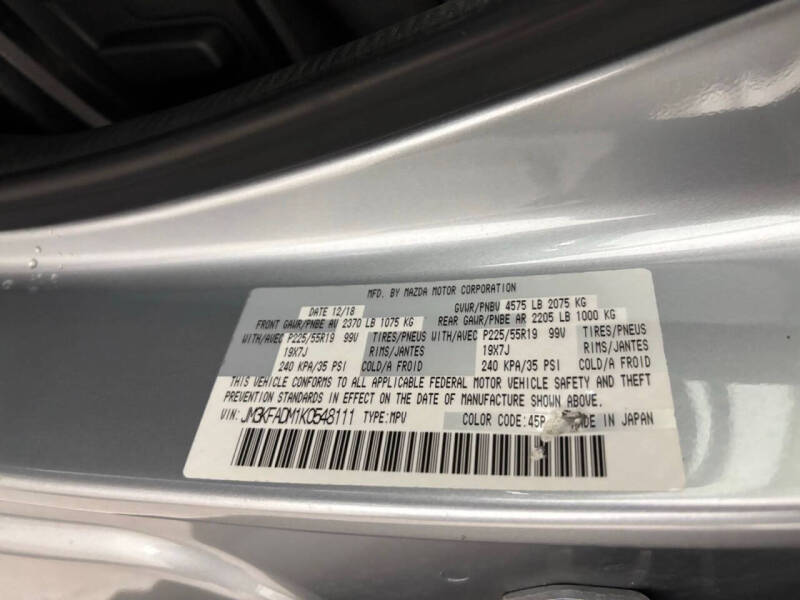 MFD. BY MAZDA MOTOR CORPORATION
DATE 12/18 GVWR/PNBV 4575 LB 2075 KG
FRONT GAWR/PNBE AV 2370 LB 1075 KG REAR GAWR/PNBE AR 2205 LB 1000 KG
WITH/AVEC P225/55R19 99V TIRES/PNEUS WITH/AVEC P225/55R19 99V TIRES/PNEUS
19X7J RIMS/JANTES 19X7J RIMS/JANTES
240 KPA/35 PSI COLD/A FROID 240 KPA/35 PSI COLD/A FROID
THIS VEHICLE CONFORMS TO ALL APPLICABLE FEDERAL MOTOR VEHICLE SAFETY AND THEFT
PREVENTION STANDARDS IN EFFECT ON THE DATE OF MANUFACTURE SHOWN ABOVE.
VIN: JM3KFADM1K0548111 TYPE:MPV COLOR CODE:45P MADE IN JAPAN